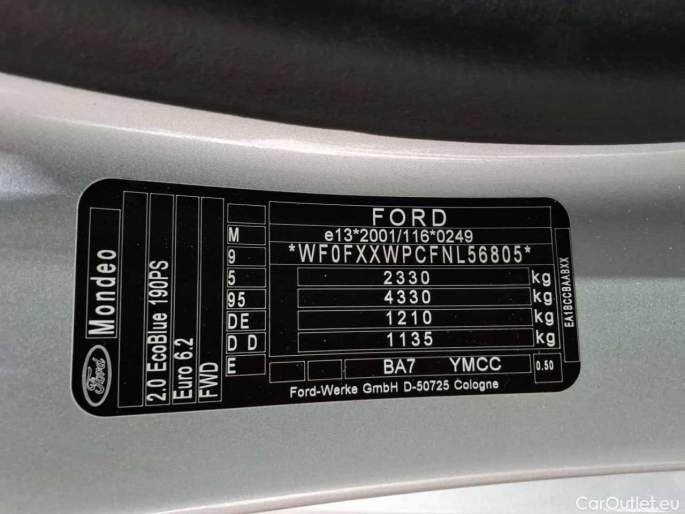 FORD
e13*2001/116*0249
*WF0FXXWPCFNL56805*
2330 kg
4330 kg
1210 kg
1135 kg
BA7 YMCC 0.50
Ford-Werke GmbH D-50725 Cologne
M
9
5
95
DE
D D
E
Ford
Mondeo
2.0 EcoBlue 190PS
Euro 6.2
FWD
EA1BCCBAABXX
CarOutlet.eu